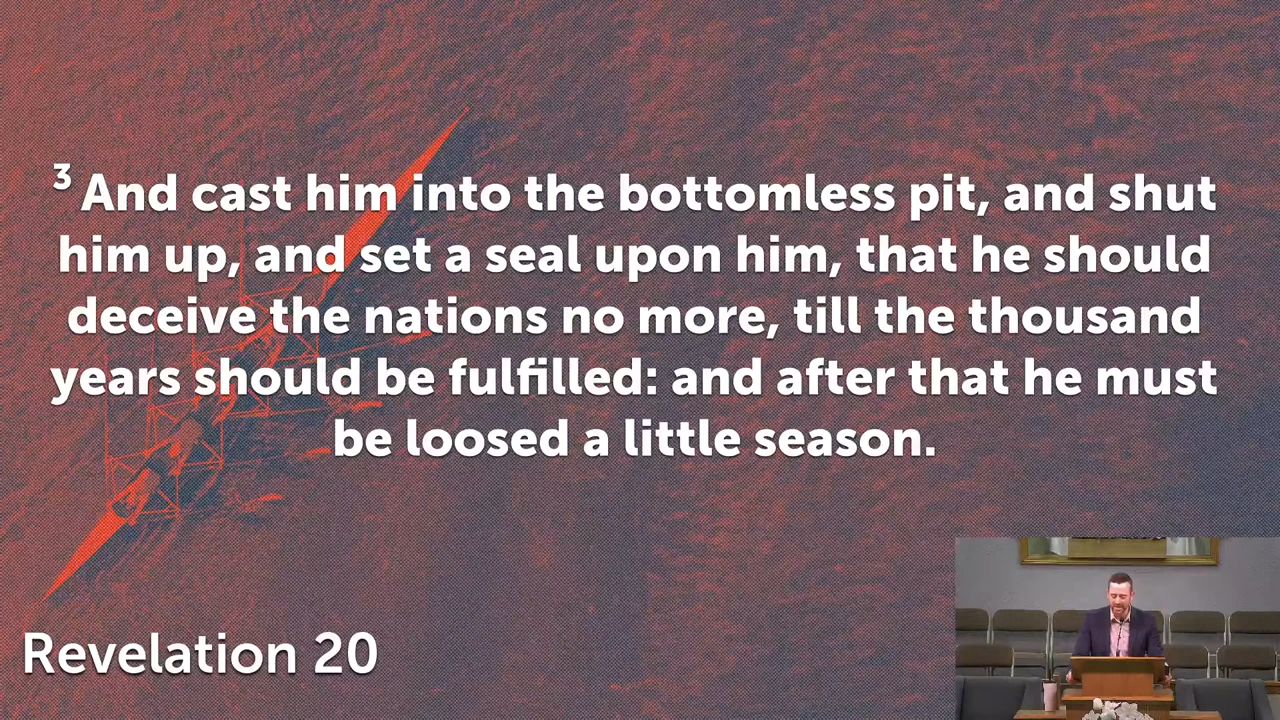 3 And cast him into the bottomless pit, and shut
him up, and set a seal upon him, that he should
deceive the nations no more, till the thousand
years should be fulfilled: and after that he must
be loosed a little season.
Revelation 20